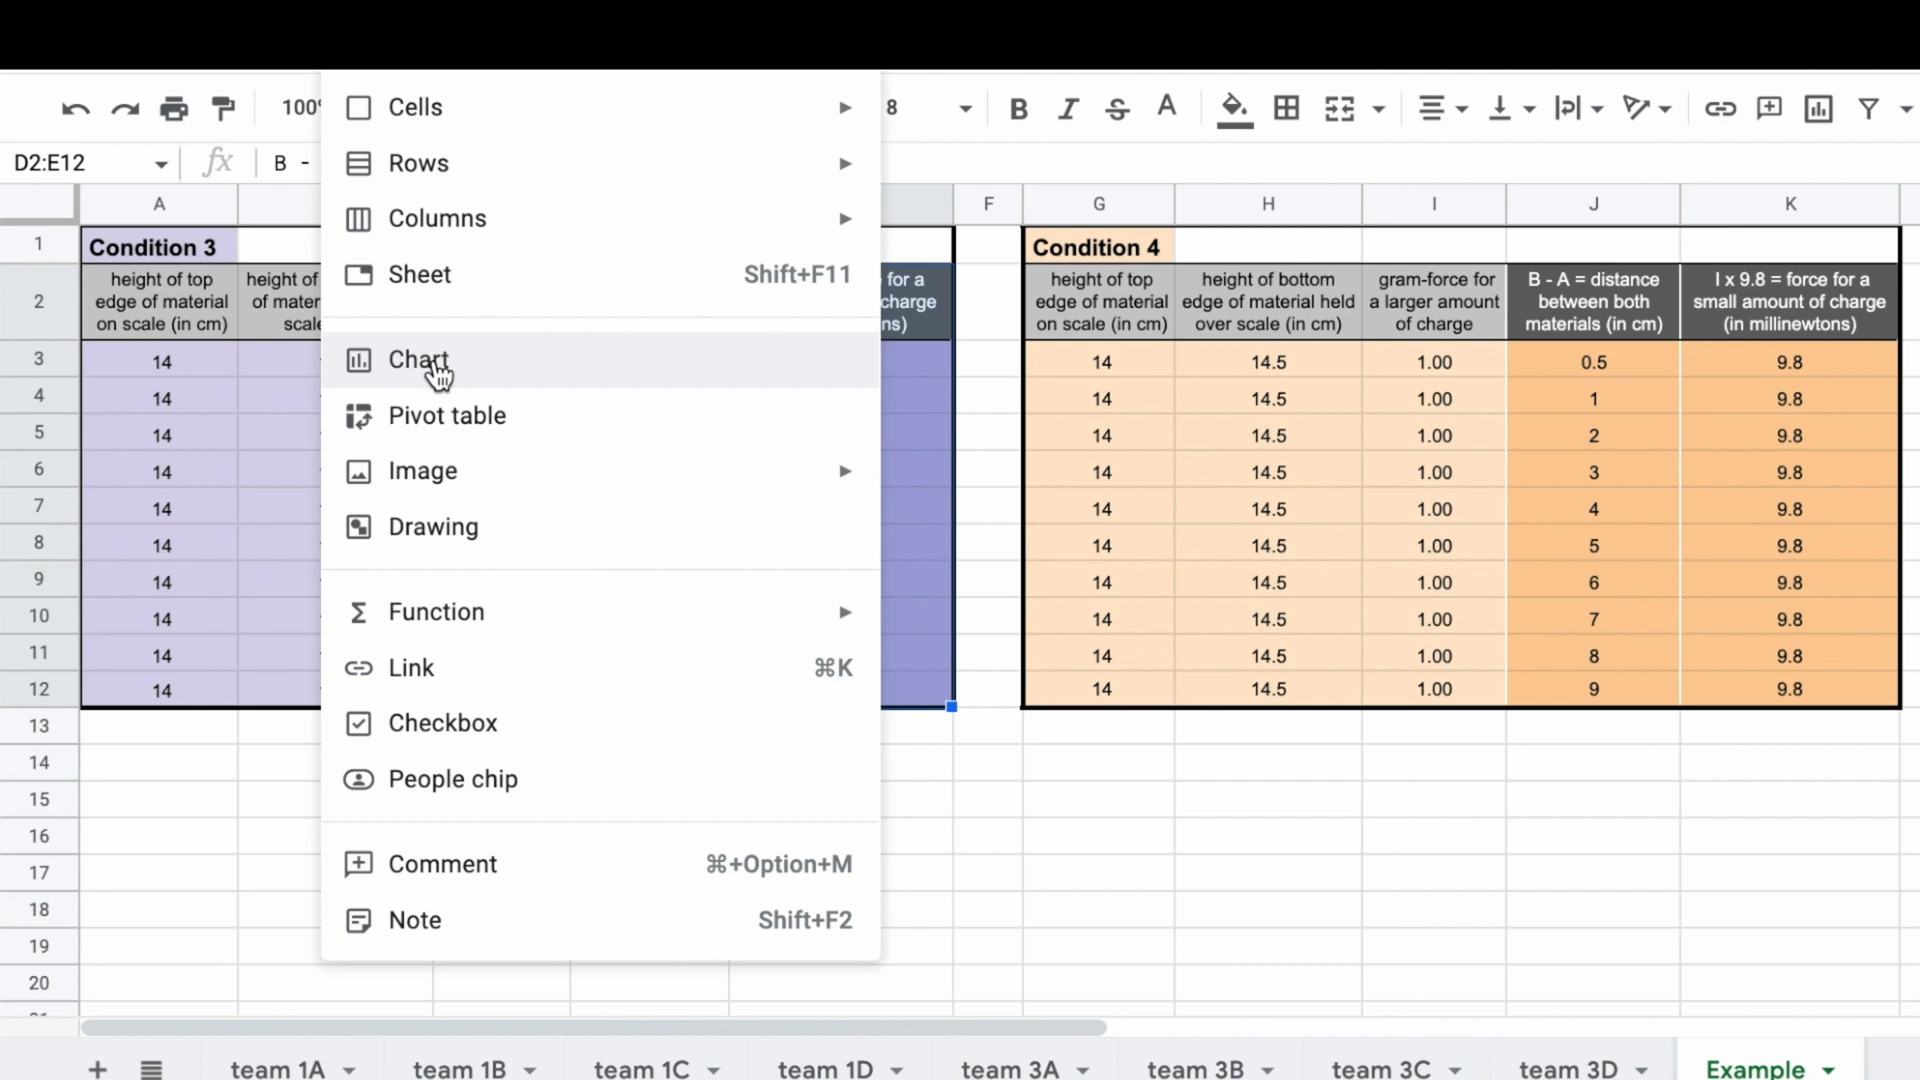 100%
8
D2:E12
fx
B -
Cells
Rows
Columns
Sheet Shift+F11
Chart
Pivot table
Image
Drawing
Function
Link ⌘K
Checkbox
People chip
Comment ⌘+Option+M
Note Shift+F2
A F G H I J K
1 Condition 3 Condition 4
2
height of top
edge of material
on scale (in cm)
height of
of mater
scale
for a
charge
ns)
height of top
edge of material
on scale (in cm)
height of bottom
edge of material held
over scale (in cm)
gram-force for
a larger amount
of charge
B - A = distance
between both
materials (in cm)
I x 9.8 = force for a
small amount of charge
(in millinewtons)
3 14 14 14.5 1.00 0.5 9.8
4 14 14 14.5 1.00 1 9.8
5 14 14 14.5 1.00 2 9.8
6 14 14 14.5 1.00 3 9.8
7 14 14 14.5 1.00 4 9.8
8 14 14 14.5 1.00 5 9.8
9 14 14 14.5 1.00 6 9.8
10 14 14 14.5 1.00 7 9.8
11 14 14 14.5 1.00 8 9.8
12 14 14 14.5 1.00 9 9.8
13
14
15
16
17
18
19
20
team 1A team 1B team 1C team 1D team 3A team 3B team 3C team 3D Example